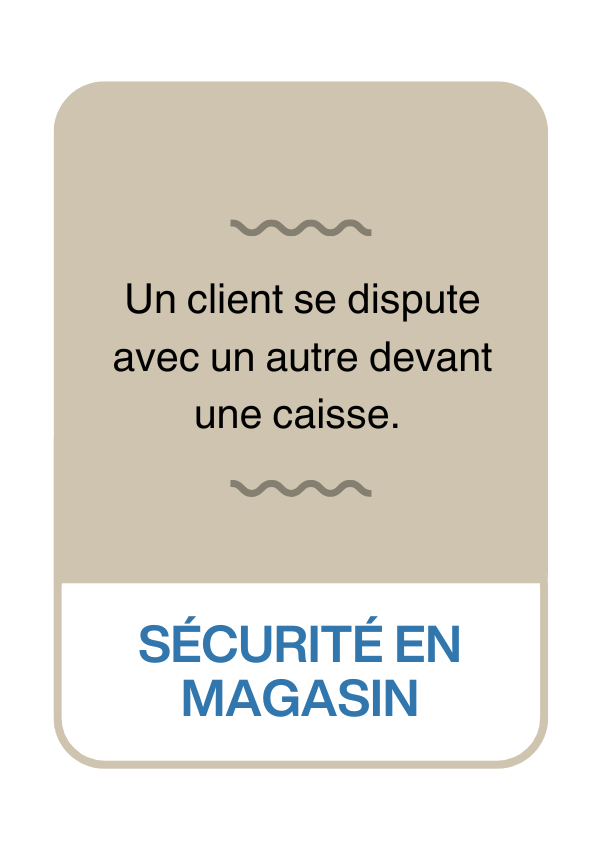 Un client se dispute
avec un autre devant
une caisse.
SÉCURITÉ EN
MAGASIN